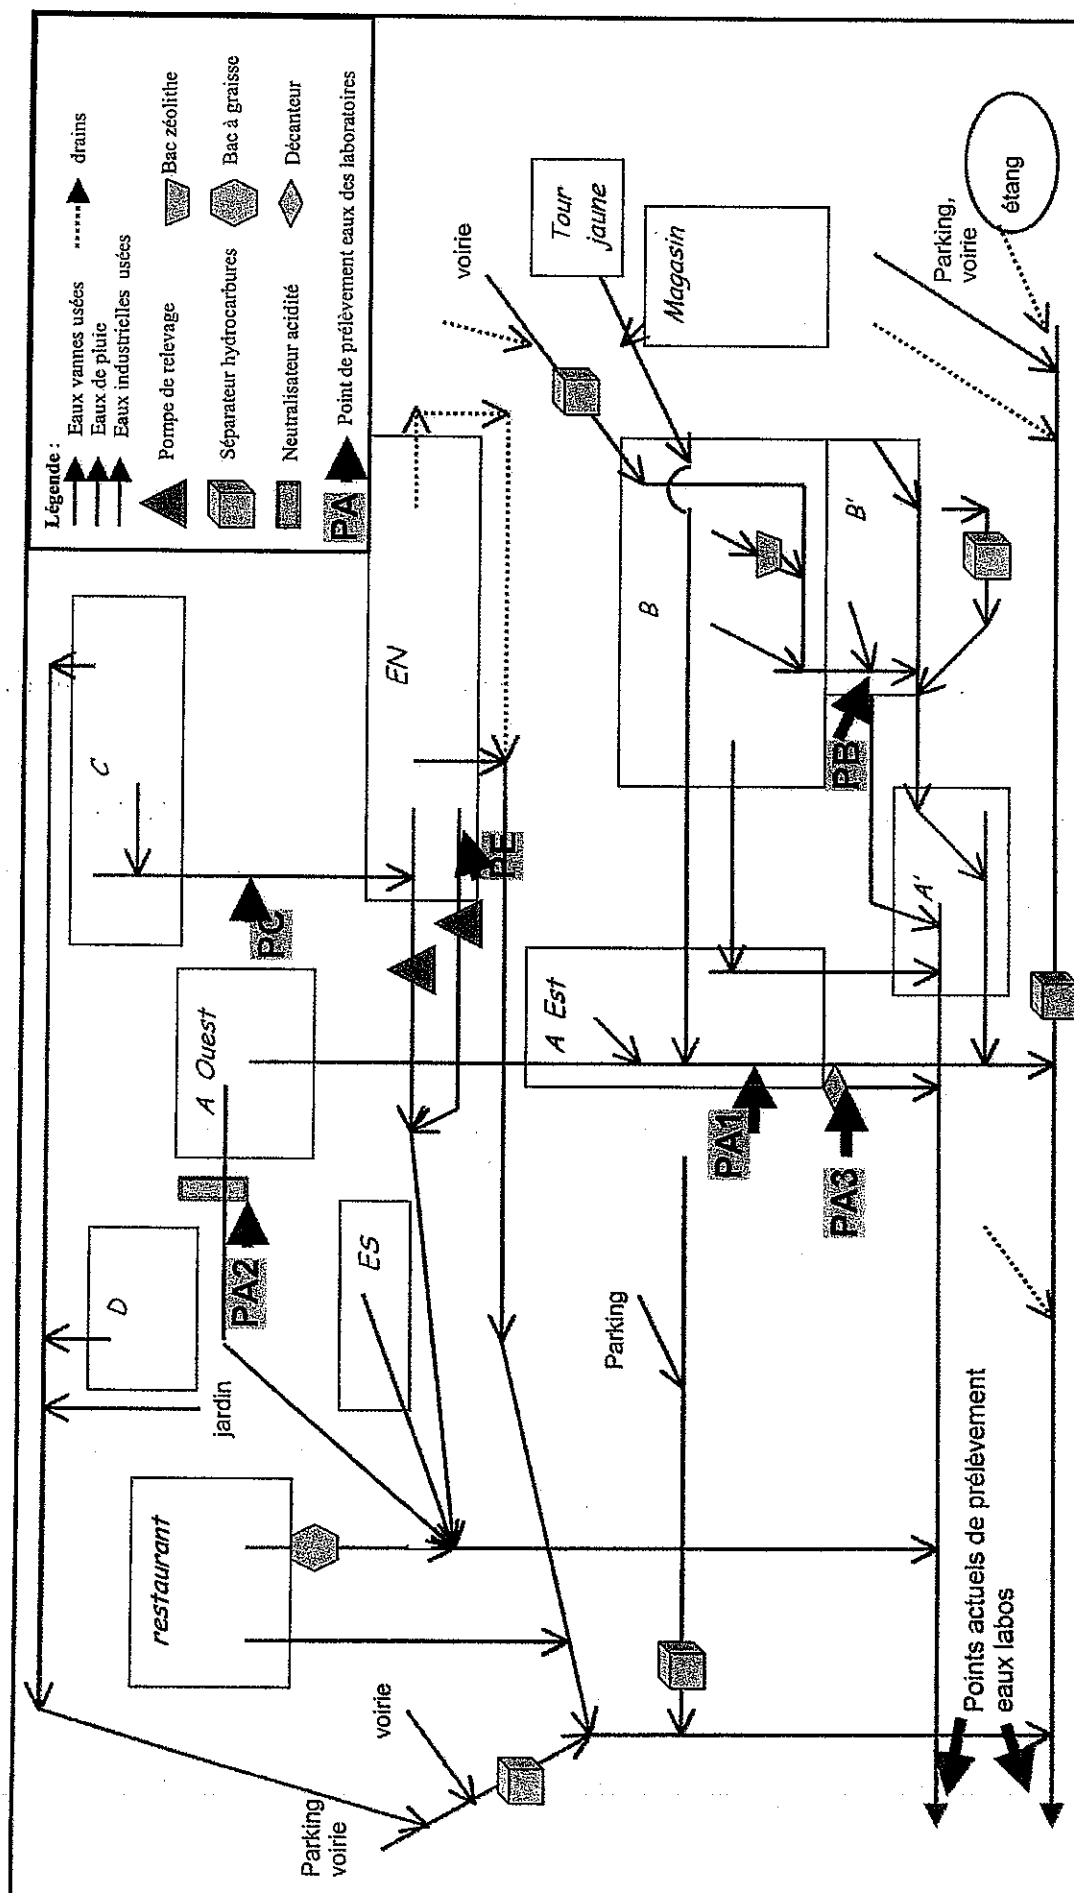 Légende :
Eaux vannes usées
drains
Eaux de pluie
Eaux industrielles usées
Pompe de relevage
Bac zéolithe
Séparateur hydrocarbures
Bac à graisse
Neutralisateur acidité
Décanteur
PA
Point de prélèvement eaux des laboratoires
C
EN
PC
PE
A Ouest
PA2
D
jardin
ES
restaurant
voirie
Parking
voirie
voirie
Tour
jaune
Magasin
B
B'
PB
A'
A Est
PA1
PA3
Parking
Parking,
voirie
étang
Points actuels de prélèvement
eaux labos